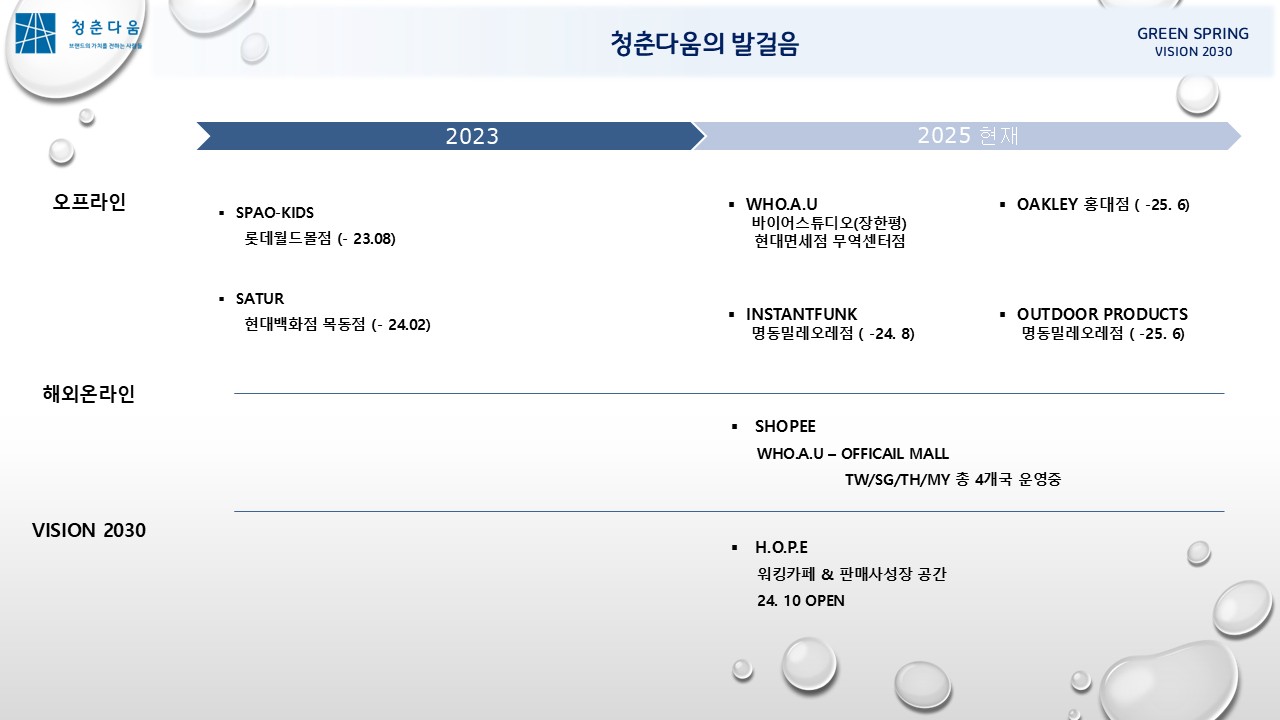 청춘다움
브랜드의 가치를 전하는 사람들
청춘다움의 발걸음
GREEN SPRING
VISION 2030
2023
2025 현재
오프라인
▪ SPAO-KIDS
롯데월드몰점 (- 23.08)
▪ SATUR
현대백화점 목동점 (- 24.02)
▪ WHO.A.U
바이어스튜디오(장한평)
현대면세점 무역센터점
▪ OAKLEY 홍대점 ( -25. 6)
▪ INSTANTFUNK
명동밀레오레점 ( -24. 8)
▪ OUTDOOR PRODUCTS
명동밀레오레점 ( -25. 6)
해외온라인
▪ SHOPEE
WHO.A.U – OFFICAIL MALL
TW/SG/TH/MY 총 4개국 운영중
VISION 2030
▪ H.O.P.E
워킹카페 & 판매사성장 공간
24. 10 OPEN